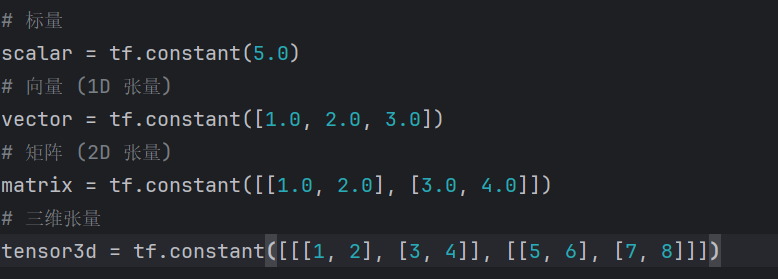 # 标量
scalar = tf.constant(5.0)
# 向量 (1D 张量)
vector = tf.constant([1.0, 2.0, 3.0])
# 矩阵 (2D 张量)
matrix = tf.constant([[1.0, 2.0], [3.0, 4.0]])
# 三维张量
tensor3d = tf.constant([[[1, 2], [3, 4]], [[5, 6], [7, 8]]])